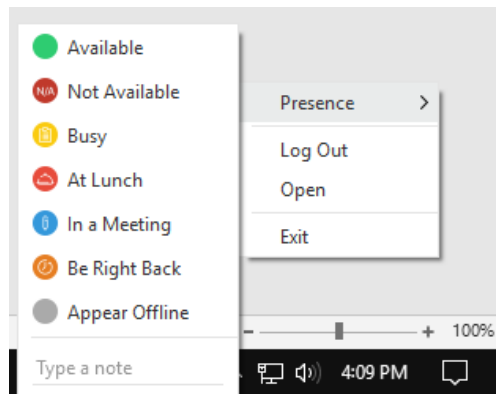 Available
N/A Not Available
Busy
At Lunch
In a Meeting
Be Right Back
Appear Offline
Type a note
Presence
Log Out
Open
Exit
100%
4:09 PM